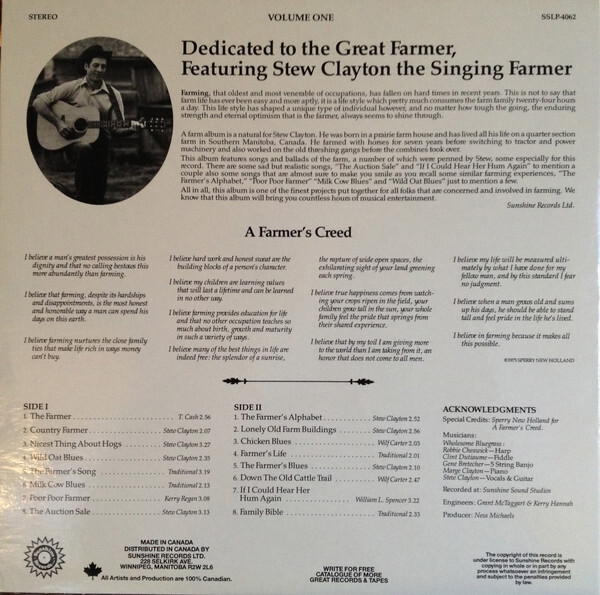 STEREO
VOLUME ONE
SSLP-4062
Dedicated to the Great Farmer,
Featuring Stew Clayton the Singing Farmer
Farming, that oldest and most venerable of occupations, has fallen on hard times in recent years. This is not to say that
farm life has ever been easy and more aptly, it is a life style which pretty much consumes the farm family twenty-four hours
a day. This life style has shaped a unique type of individual however, and no matter how tough the going, the enduring
strength and eternal optimism that is the farmer, always seems to shine through.
A farm album is a natural for Stew Clayton. He was born in a prairie farm house and has lived all his life on a quarter section
farm in Southern Manitoba, Canada. He farmed with horses for seven years before switching to tractor and power
machinery and also worked on the old threshing gangs before the combines took over.
This album features songs and ballads of the farm, a number of which were penned by Stew, some especially for this
record. There are some sad but realistic songs, "The Auction Sale" and "If I Could Hear Her Hum Again" to mention a
couple also some songs that are almost sure to make you smile as you recall some similar farming experiences, "The
Farmer's Alphabet," "Poor Poor Farmer" "Milk Cow Blues" and "Wild Oat Blues" just to mention a few.
All in all, this album is one of the finest projects put together for all folks that are concerned and involved in farming. We
know that this album will bring you countless hours of musical entertainment.
Sunshine Records Ltd.
A Farmer's Creed
I believe a man's greatest possession is his
dignity and that no calling bestows this
more abundantly than farming.
I believe that farming, despite its hardships
and disappointments, is the most honest
and honorable way a man can spend his
days on this earth.
I believe farming nurtures the close family
ties that make life rich in ways money
can't buy.
I believe hard work and honest sweat are the
building blocks of a person's character.
I believe my children are learning values
that will last a lifetime and can be learned
in no other way.
I believe farming provides education for life
and that no other occupation teaches so
much about birth, growth and maturity
in such a variety of ways.
I believe many of the best things in life are
indeed free: the splendor of a sunrise,
the rapture of wide open spaces, the
exhilarating sight of your land greening
each spring.
I believe true happiness comes from watch-
ing your crops ripen in the field, your
children grow tall in the sun, your whole
family feel the pride that springs from
their shared experience.
I believe that by my toil I am giving more
to the world than I am taking from it, an
honor that does not come to all men.
I believe my life will be measured ulti-
mately by what I have done for my
fellow man, and by this standard I fear
no judgment.
I believe when a man grows old and sums
up his days, he should be able to stand
tall and feel pride in the life he's lived.
I believe in farming because it makes all
this possible.
©1975 SPERRY NEW HOLLAND
SIDE I
1. The Farmer T. Cash 2.56
2. Country Farmer Stew Clayton 2.07
3. Nicest Thing About Hogs Stew Clayton 3.27
4. Wild Oat Blues Stew Clayton 2.35
5. The Farmer's Song Traditional 3.19
6. Milk Cow Blues Traditional 2.13
7. Poor Poor Farmer Kerry Regan 3.08
8. The Auction Sale Stew Clayton 3.13
SIDE II
1. The Farmer's Alphabet Stew Clayton 2.52
2. Lonely Old Farm Buildings Stew Clayton 2.56
3. Chicken Blues Wilf Carter 2.03
4. Farmer's Life Traditional 2.01
5. The Farmer's Blues Stew Clayton 2.10
6. Down The Old Cattle Trail Wilf Carter 2.47
7. If I Could Hear Her
Hum Again William L. Spencer 3.22
8. Family Bible Traditional 2.33
ACKNOWLEDGMENTS
Special Credits: Sperry New Holland for
A Farmer's Creed.
Musicians:
Wholesome Bluegrass:
Robbie Cheswick—Harp
Clint Dutiaume—Fiddle
Gene Bretecher—5 String Banjo
Marge Clayton—Piano
Stew Clayton—Vocals & Guitar
Recorded at: Sunshine Sound Studios
Engineers: Grant McTaggart & Kerry Hannah
Producer: Ness Michaels
MADE IN CANADA
DISTRIBUTED IN CANADA BY
SUNSHINE RECORDS LTD.
228 SELKIRK AVE.
WINNIPEG, MANITOBA R2W 2L6
All Artists and Production are 100% Canadian.
WRITE FOR FREE
CATALOGUE OF MORE
GREAT RECORDS & TAPES
The copyright of this record is
under license to Sunshine Records with
copying in whole or in part by any
process whatsoever an infringement
and subject to the penalties provided
by law.